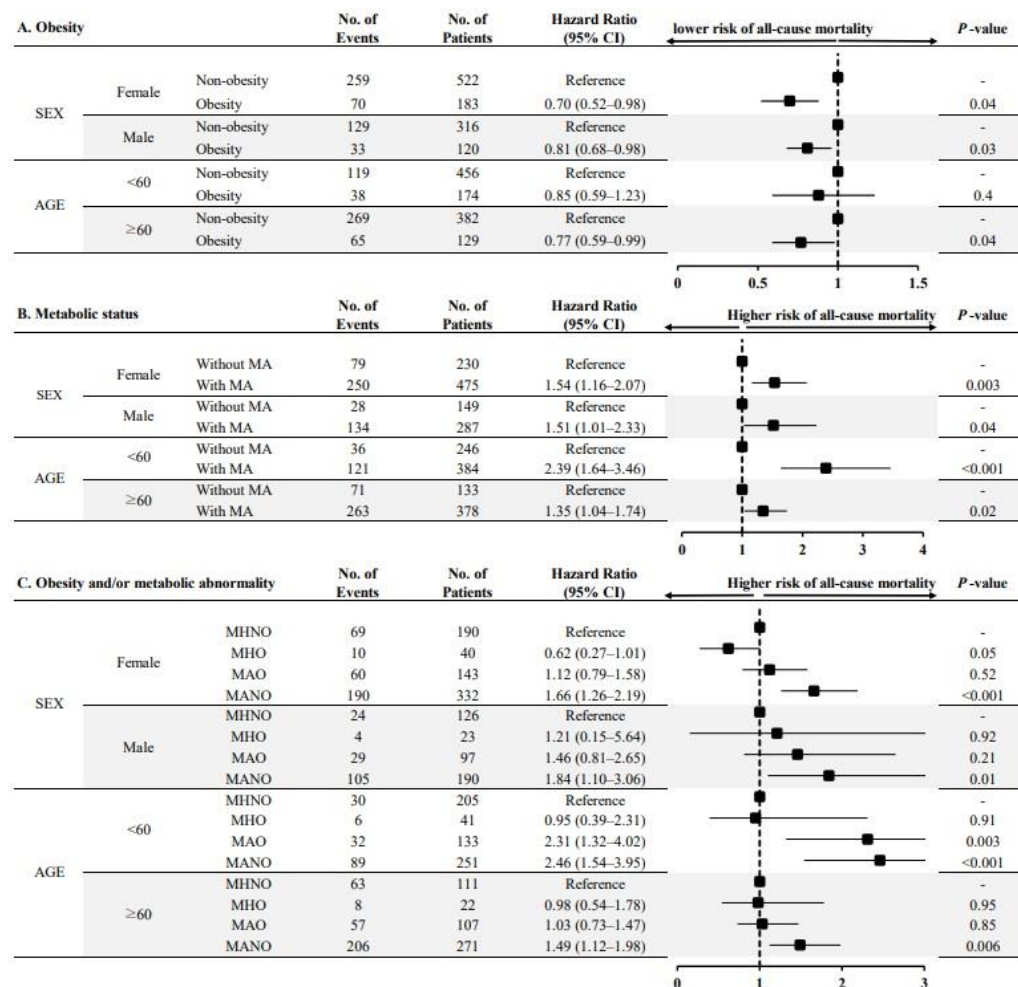 A. Obesity No. of Events No. of Patients Hazard Ratio (95% CI) lower risk of all-cause mortality P-value
SEX
Female
Non-obesity 259 522 Reference -
Obesity 70 183 0.70 (0.52–0.98) 0.04
Male
Non-obesity 129 316 Reference -
Obesity 33 120 0.81 (0.68–0.98) 0.03
AGE
<60
Non-obesity 119 456 Reference -
Obesity 38 174 0.85 (0.59–1.23) 0.4
≥60
Non-obesity 269 382 Reference -
Obesity 65 129 0.77 (0.59–0.99) 0.04
0 0.5 1 1.5
B. Metabolic status No. of Events No. of Patients Hazard Ratio (95% CI) Higher risk of all-cause mortality P-value
SEX
Female
Without MA 79 230 Reference -
With MA 250 475 1.54 (1.16–2.07) 0.003
Male
Without MA 28 149 Reference -
With MA 134 287 1.51 (1.01–2.33) 0.04
AGE
<60
Without MA 36 246 Reference -
With MA 121 384 2.39 (1.64–3.46) <0.001
≥60
Without MA 71 133 Reference -
With MA 263 378 1.35 (1.04–1.74) 0.02
0 1 2 3 4
C. Obesity and/or metabolic abnormality No. of Events No. of Patients Hazard Ratio (95% CI) Higher risk of all-cause mortality P-value
SEX
Female
MHNO 69 190 Reference -
MHO 10 40 0.62 (0.27–1.01) 0.05
MAO 60 143 1.12 (0.79–1.58) 0.52
MANO 190 332 1.66 (1.26–2.19) <0.001
Male
MHNO 24 126 Reference -
MHO 4 23 1.21 (0.15–5.64) 0.92
MAO 29 97 1.46 (0.81–2.65) 0.21
MANO 105 190 1.84 (1.10–3.06) 0.01
AGE
<60
MHNO 30 205 Reference -
MHO 6 41 0.95 (0.39–2.31) 0.91
MAO 32 133 2.31 (1.32–4.02) 0.003
MANO 89 251 2.46 (1.54–3.95) <0.001
≥60
MHNO 63 111 Reference -
MHO 8 22 0.98 (0.54–1.78) 0.95
MAO 57 107 1.03 (0.73–1.47) 0.85
MANO 206 271 1.49 (1.12–1.98) 0.006
0 1 2 3